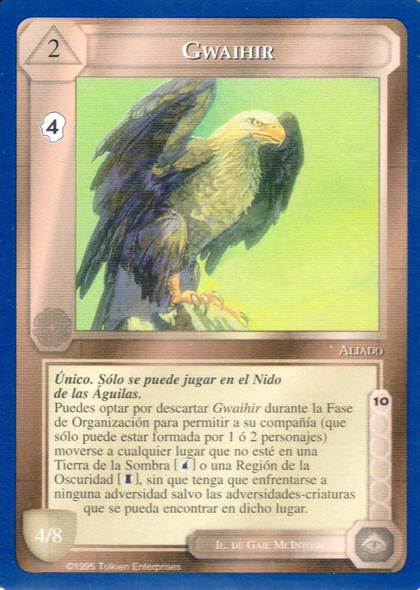 2
GWAIHIR
4
ALIADO
Único. Sólo se puede jugar en el Nido
de las Águilas.
Puedes optar por descartar Gwaihir durante la Fase
de Organización para permitir a su compañía (que
sólo puede estar formada por 1 ó 2 personajes)
moverse a cualquier lugar que no esté en una
Tierra de la Sombra [ ] o una Región de la
Oscuridad [ ], sin que tenga que enfrentarse a
ninguna adversidad salvo las adversidades-criaturas
que se pueda encontrar en dicho lugar.
10
4/8
IL. DE GAIL MCINTOSH
©1995 Tolkien Enterprises